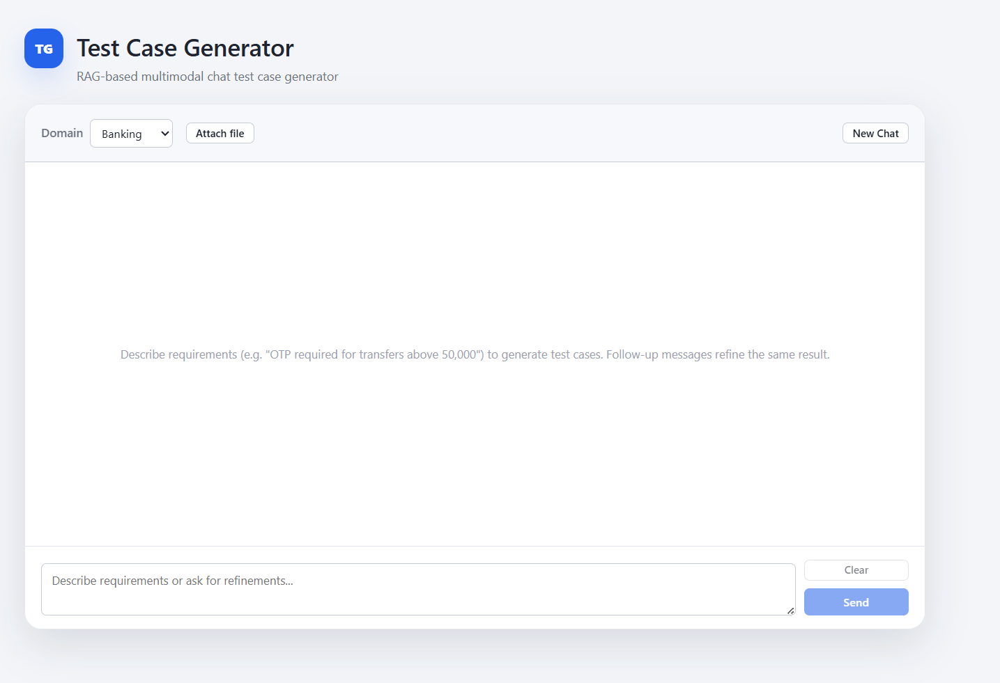 TG
Test Case Generator
RAG-based multimodal chat test case generator
Domain Banking Attach file New Chat
Describe requirements (e.g. "OTP required for transfers above 50,000") to generate test cases. Follow-up messages refine the same result.
Describe requirements or ask for refinements...
Clear
Send